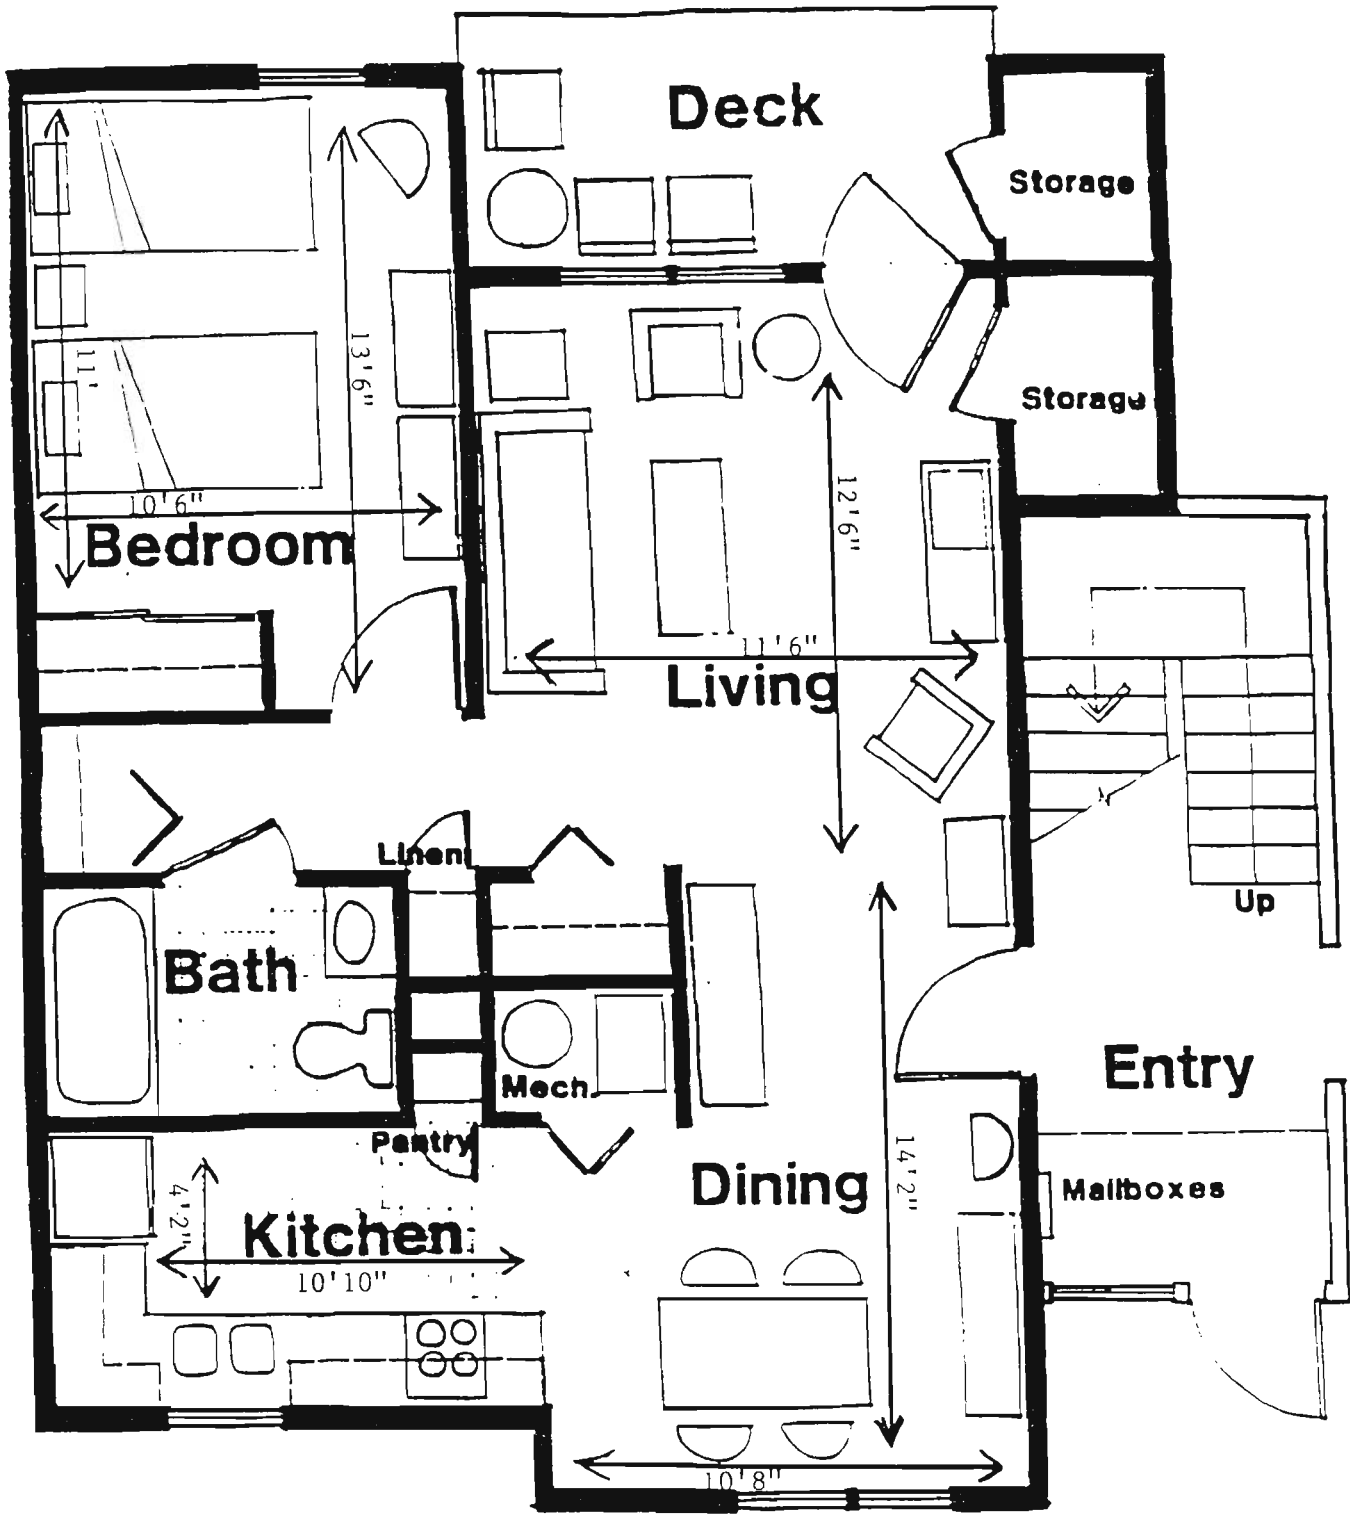 Deck
Storage
Storage
13'6"
11'
10'6"
Bedroom
12'6"
11'6"
Living
Linen
Up
Bath
Entry
Mech.
Pantry
Dining
14'2"
Mailboxes
4'2"
Kitchen
10'10"
10'8"